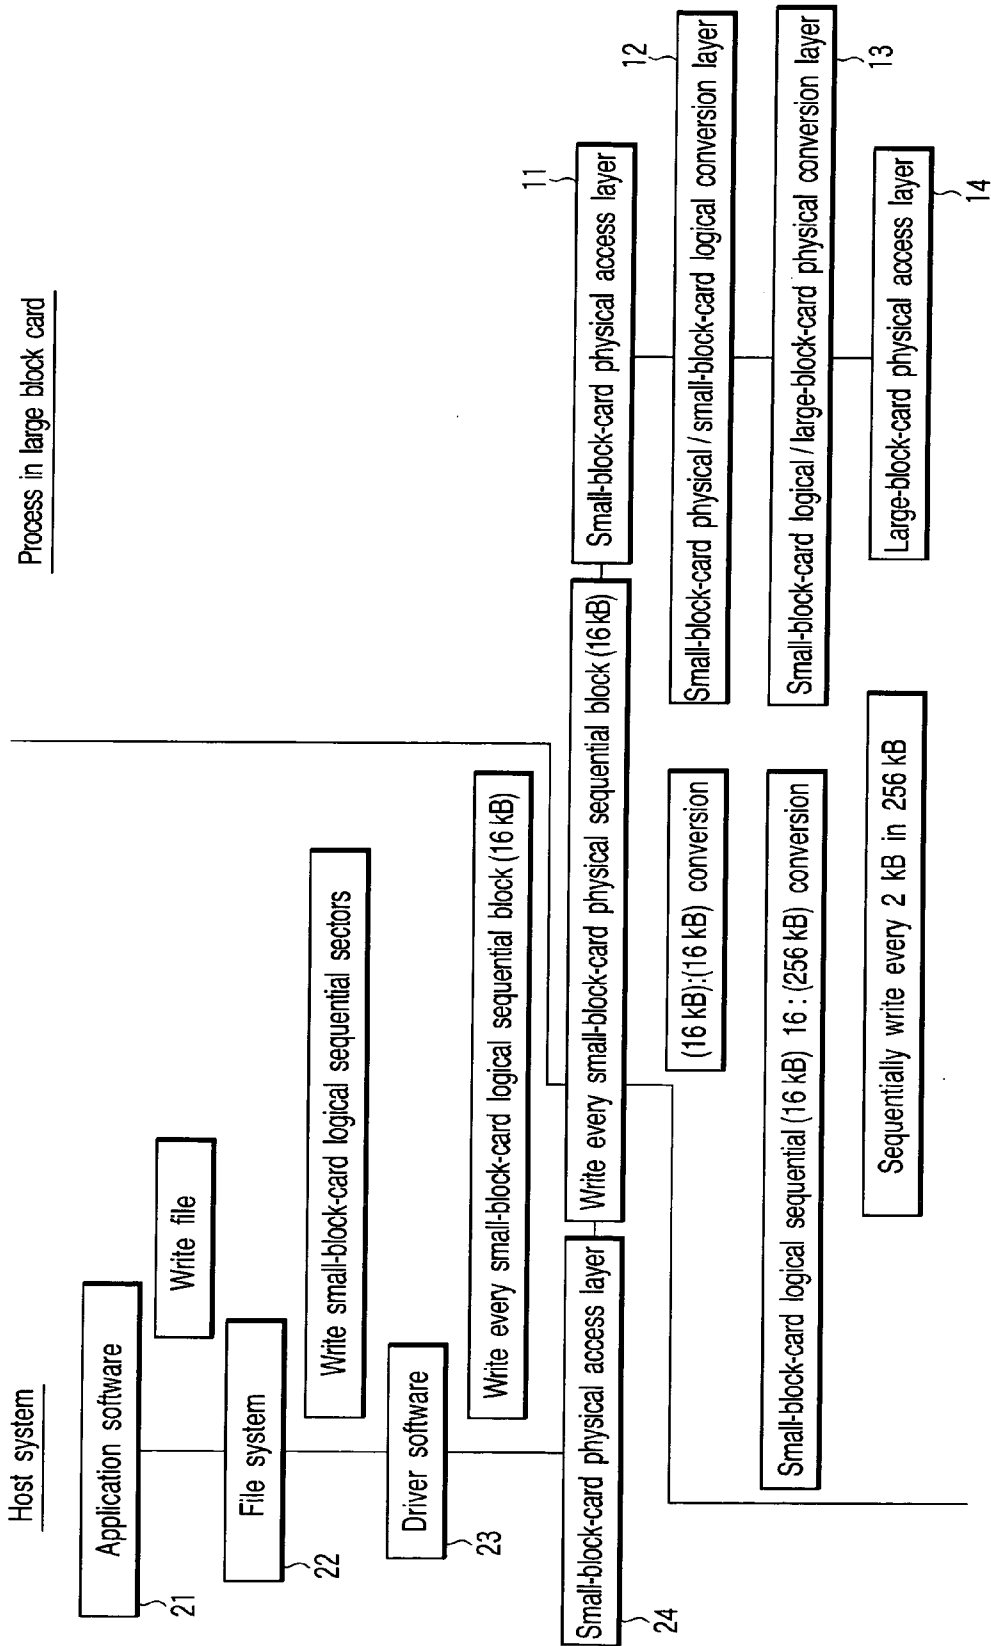 Host system
Application software
21
Write file
File system
22
Write small-block-card logical sequential sectors
Driver software
23
Write every small-block-card logical sequential block (16 kB)
Small-block-card physical access layer
24
Write every small-block-card physical sequential block (16 kB)
Process in large block card
Small-block-card physical access layer
11
(16 kB):(16 kB) conversion
Small-block-card physical / small-block-card logical conversion layer
12
Small-block-card logical sequential (16 kB) 16 : (256 kB) conversion
Small-block-card logical / large-block-card physical conversion layer
13
Sequentially write every 2 kB in 256 kB
Large-block-card physical access layer
14